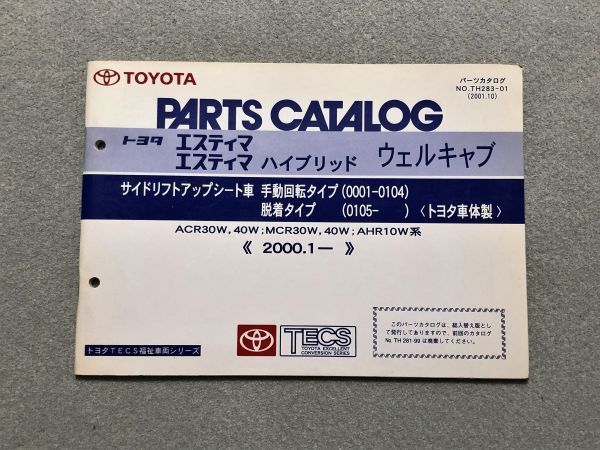 TOYOTA
パーツカタログ
NO.TH283-01
(2001.10)
PARTS CATALOG
トヨタ エスティマ
エスティマ ハイブリッド ウェルキャブ
サイドリフトアップシート車 手動回転タイプ(0001-0104)
脱着タイプ (0105- ) 〈トヨタ車体製〉
ACR30W,40W;MCR30W,40W;AHR10W系
《 2000.1― 》
このパーツカタログは、組入替え版とし
て発行してありますので、前回のカタログ
No.TH281-99は廃棄してください。
TECS
TOYOTA EXCELLENT
CONVERSION SERIES
トヨタTECS福祉車両シリーズ